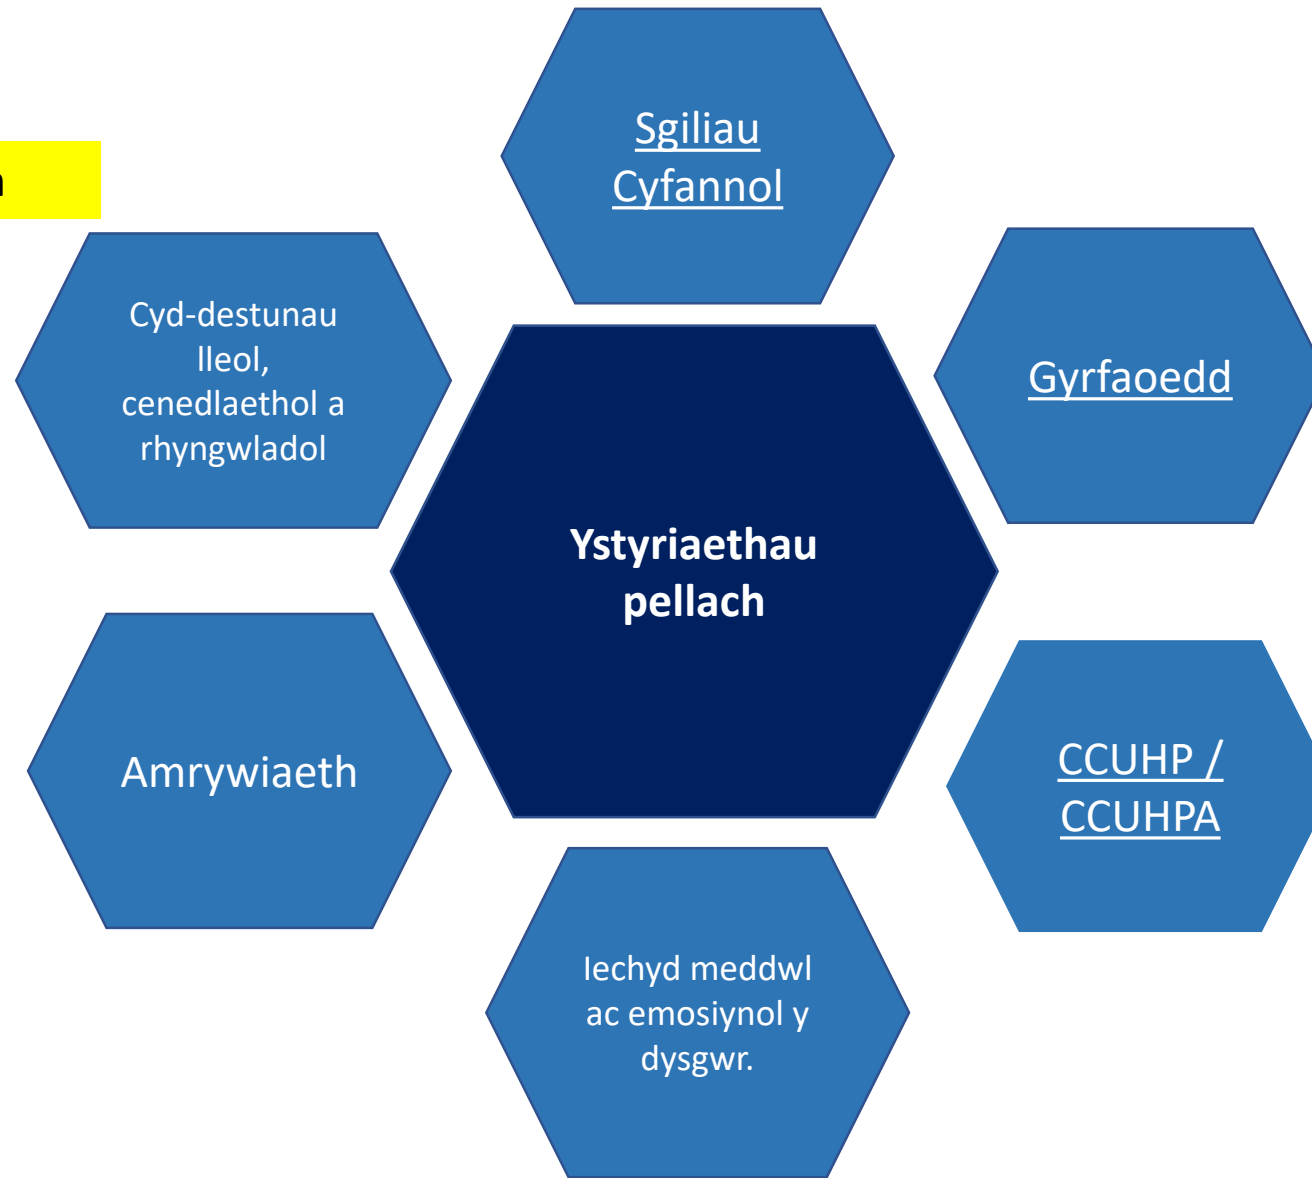 Sgiliau
Cyfannol
Cyd-destunau
lleol,
cenedlaethol a
rhyngwladol
Gyrfaoedd
Ystyriaethau
pellach
Amrywiaeth
CCUHP /
CCUHPA
Iechyd meddwl
ac emosiynol y
dysgwr.